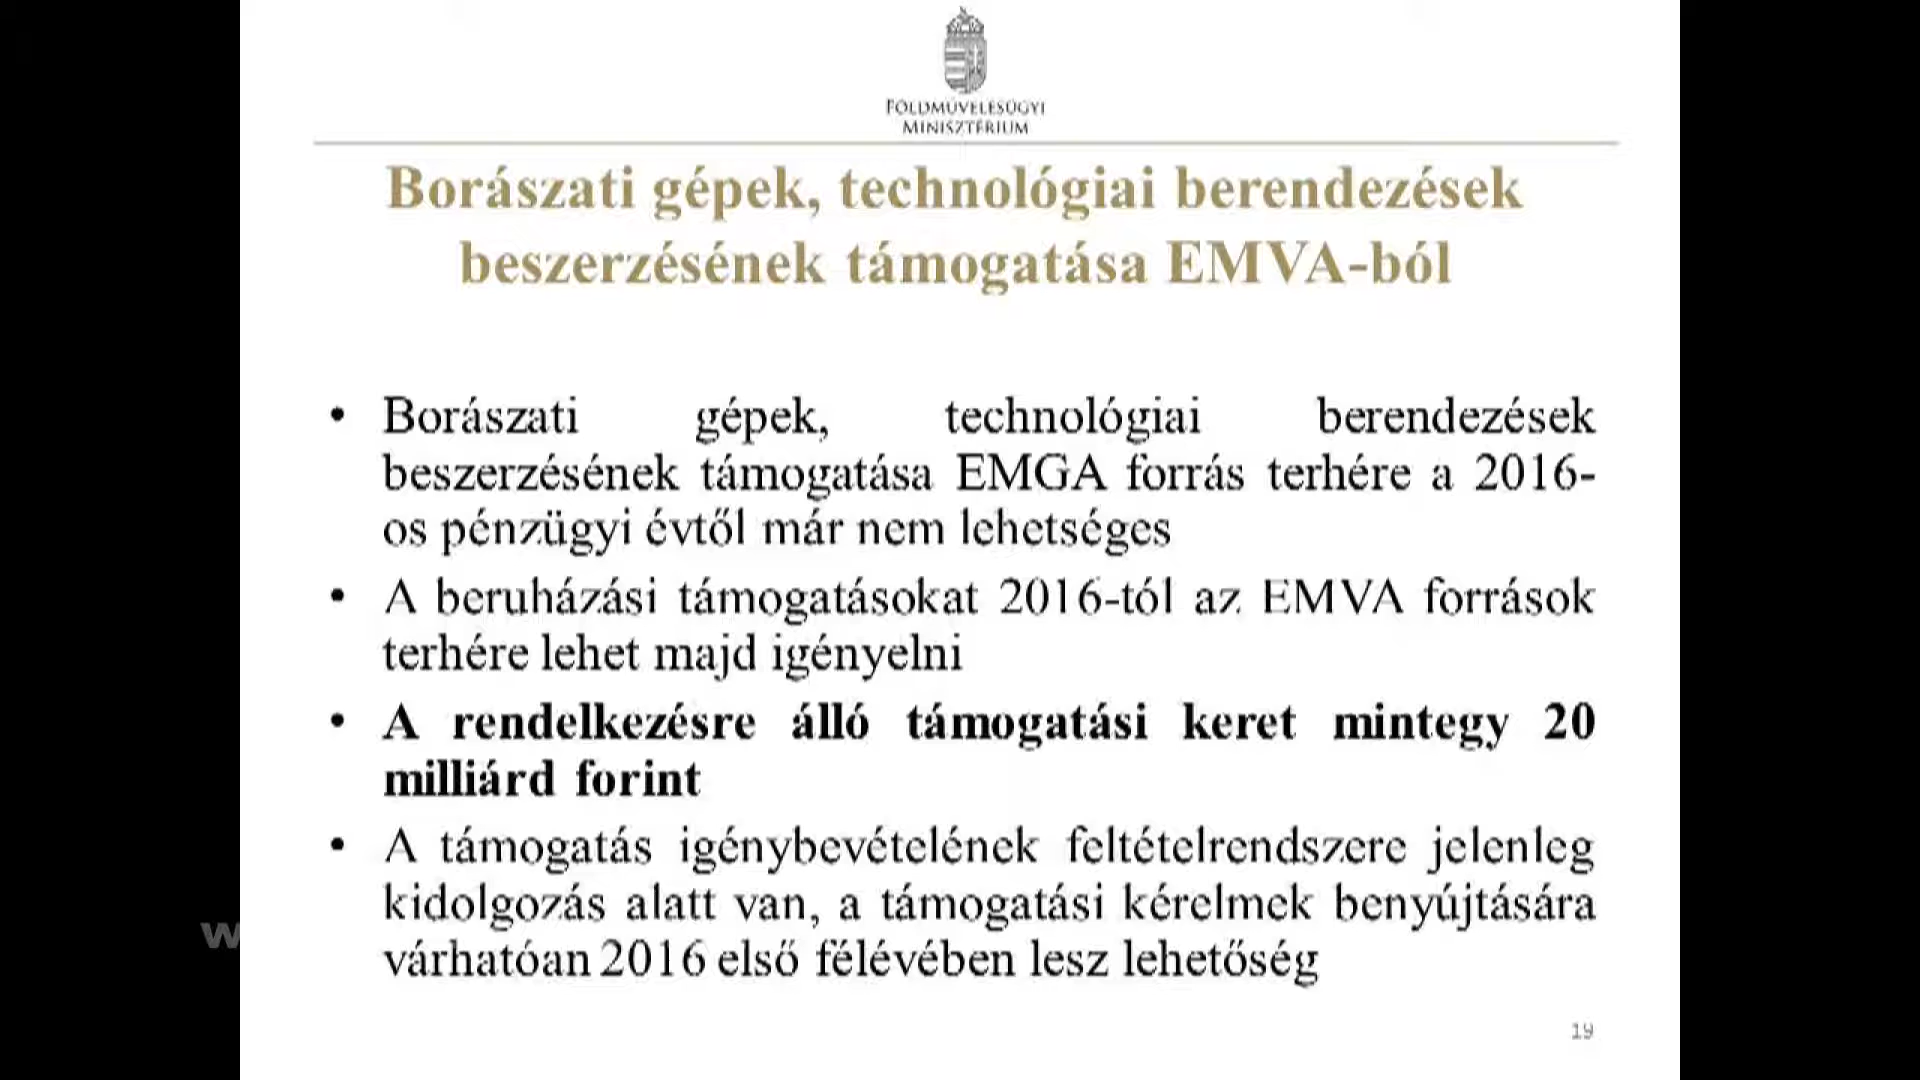 FÖLDMŰVELÉSÜGYI
MINISZTÉRIUM
Borászati gépek, technológiai berendezések
beszerzésének támogatása EMVA-ból
• Borászati gépek, technológiai berendezések
beszerzésének támogatása EMGA forrás terhére a 2016-
os pénzügyi évtől már nem lehetséges
• A beruházási támogatásokat 2016-tól az EMVA források
terhére lehet majd igényelni
• A rendelkezésre álló támogatási keret mintegy 20
milliárd forint
• A támogatás igénybevételének feltételrendszere jelenleg
kidolgozás alatt van, a támogatási kérelmek benyújtására
várhatóan 2016 első félévében lesz lehetőség
19